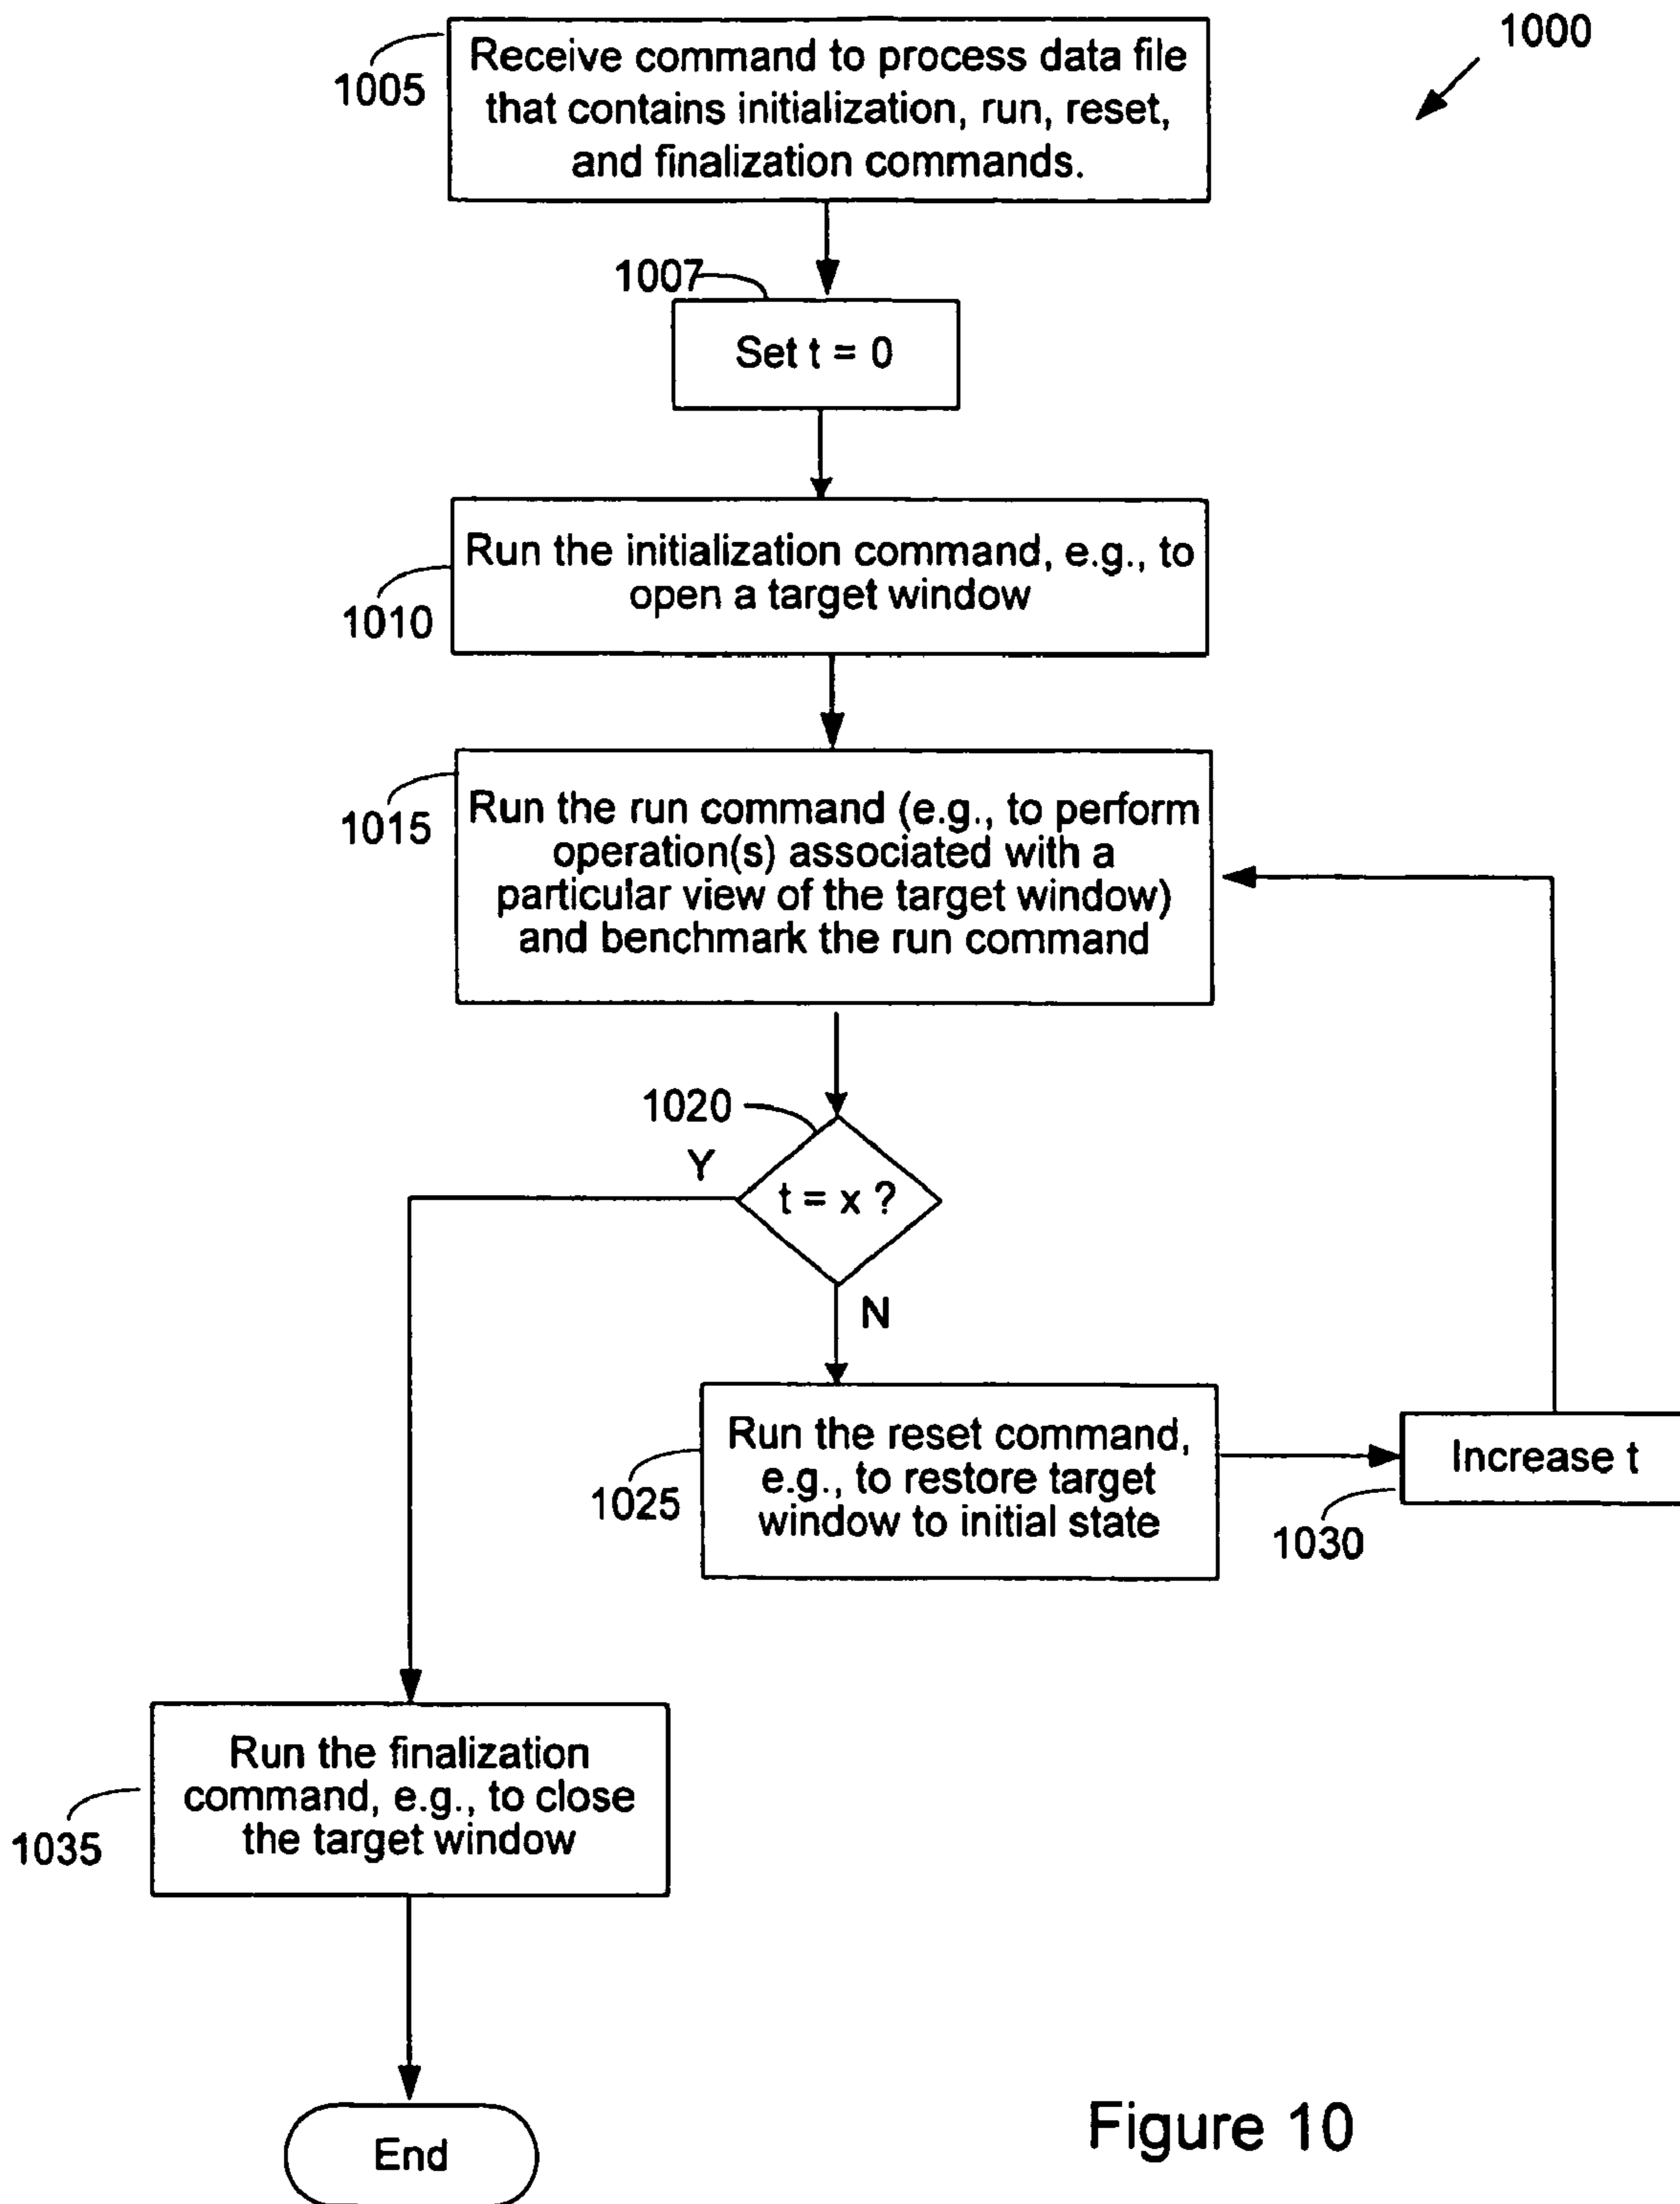 1000
1005
Receive command to process data file
that contains initialization, run, reset,
and finalization commands.
1007
Set t = 0
1010
Run the initialization command, e.g., to
open a target window
1015
Run the run command (e.g., to perform
operation(s) associated with a
particular view of the target window)
and benchmark the run command
1020
t = x ?
Y
N
1025
Run the reset command,
e.g., to restore target
window to initial state
1030
Increase t
1035
Run the finalization
command, e.g., to close
the target window
End
Figure 10